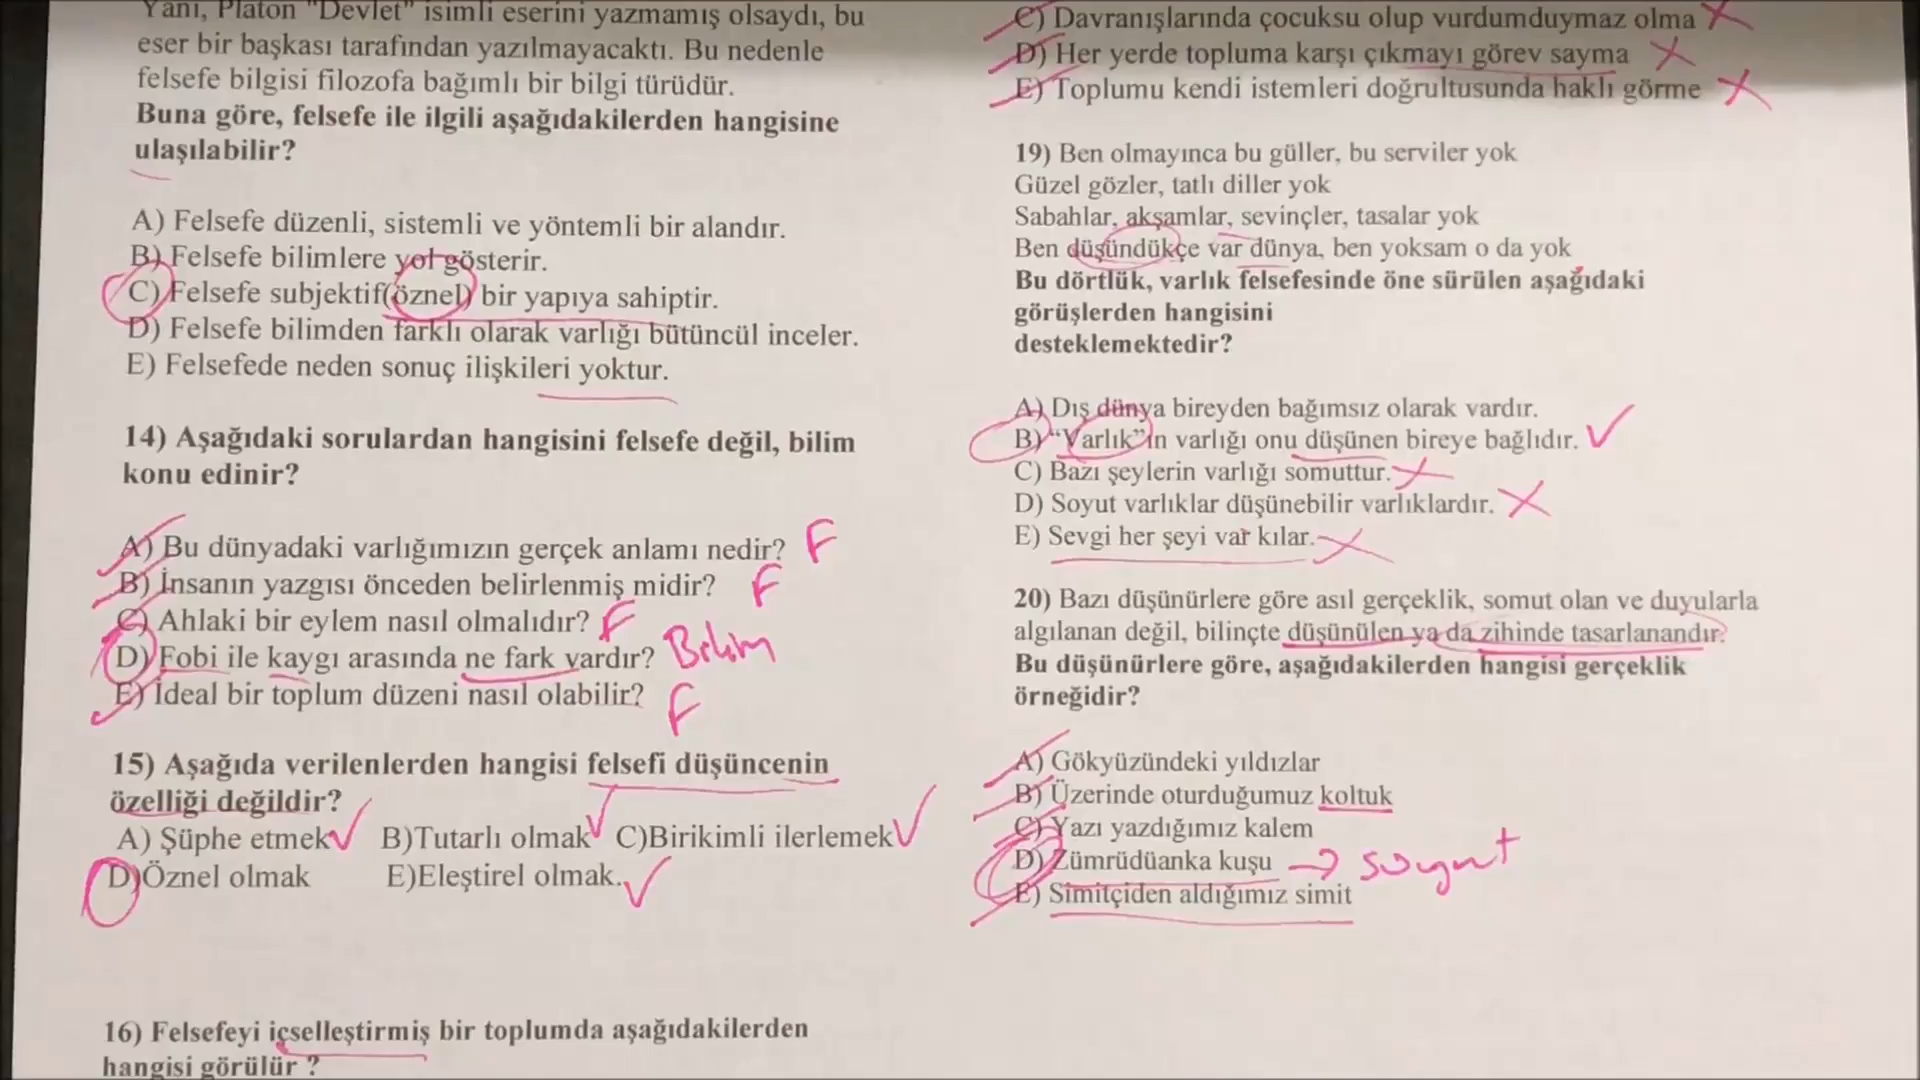 Yani, Platon "Devlet" isimli eserini yazmamış olsaydı, bu
eser bir başkası tarafından yazılmayacaktı. Bu nedenle
felsefe bilgisi filozofa bağımlı bir bilgi türüdür.
Buna göre, felsefe ile ilgili aşağıdakilerden hangisine
ulaşılabilir?
A) Felsefe düzenli, sistemli ve yöntemli bir alandır.
B) Felsefe bilimlere yol gösterir.
C) Felsefe subjektif(öznel) bir yapıya sahiptir.
D) Felsefe bilimden farklı olarak varlığı bütüncül inceler.
E) Felsefede neden sonuç ilişkileri yoktur.
14) Aşağıdaki sorulardan hangisini felsefe değil, bilim
konu edinir?
A) Bu dünyadaki varlığımızın gerçek anlamı nedir? F
B) İnsanın yazgısı önceden belirlenmiş midir? F
C) Ahlaki bir eylem nasıl olmalıdır? F
D) Fobi ile kaygı arasında ne fark vardır? Bilim
E) İdeal bir toplum düzeni nasıl olabilir? F
15) Aşağıda verilenlerden hangisi felsefi düşüncenin
özelliği değildir?
A) Şüphe etmek B)Tutarlı olmak C)Birikimli ilerlemek
D)Öznel olmak E)Eleştirel olmak.
16) Felsefeyi içselleştirmiş bir toplumda aşağıdakilerden
hangisi görülür ?
C) Davranışlarında çocuksu olup vurdumduymaz olma
D) Her yerde topluma karşı çıkmayı görev sayma
E) Toplumu kendi istemleri doğrultusunda haklı görme
19) Ben olmayınca bu güller, bu serviler yok
Güzel gözler, tatlı diller yok
Sabahlar, akşamlar, sevinçler, tasalar yok
Ben düşündükçe var dünya, ben yoksam o da yok
Bu dörtlük, varlık felsefesinde öne sürülen aşağıdaki
görüşlerden hangisini
desteklemektedir?
A) Dış dünya bireyden bağımsız olarak vardır.
B) "Varlık"ın varlığı onu düşünen bireye bağlıdır.
C) Bazı şeylerin varlığı somuttur.
D) Soyut varlıklar düşünebilir varlıklardır.
E) Sevgi her şeyi var kılar.
20) Bazı düşünürlere göre asıl gerçeklik, somut olan ve duyularla
algılanan değil, bilinçte düşünülen ya da zihinde tasarlanandır.
Bu düşünürlere göre, aşağıdakilerden hangisi gerçeklik
örneğidir?
A) Gökyüzündeki yıldızlar
B) Üzerinde oturduğumuz koltuk
C) Yazı yazdığımız kalem
D) Zümrüdüanka kuşu → soyut
E) Simitçiden aldığımız simit